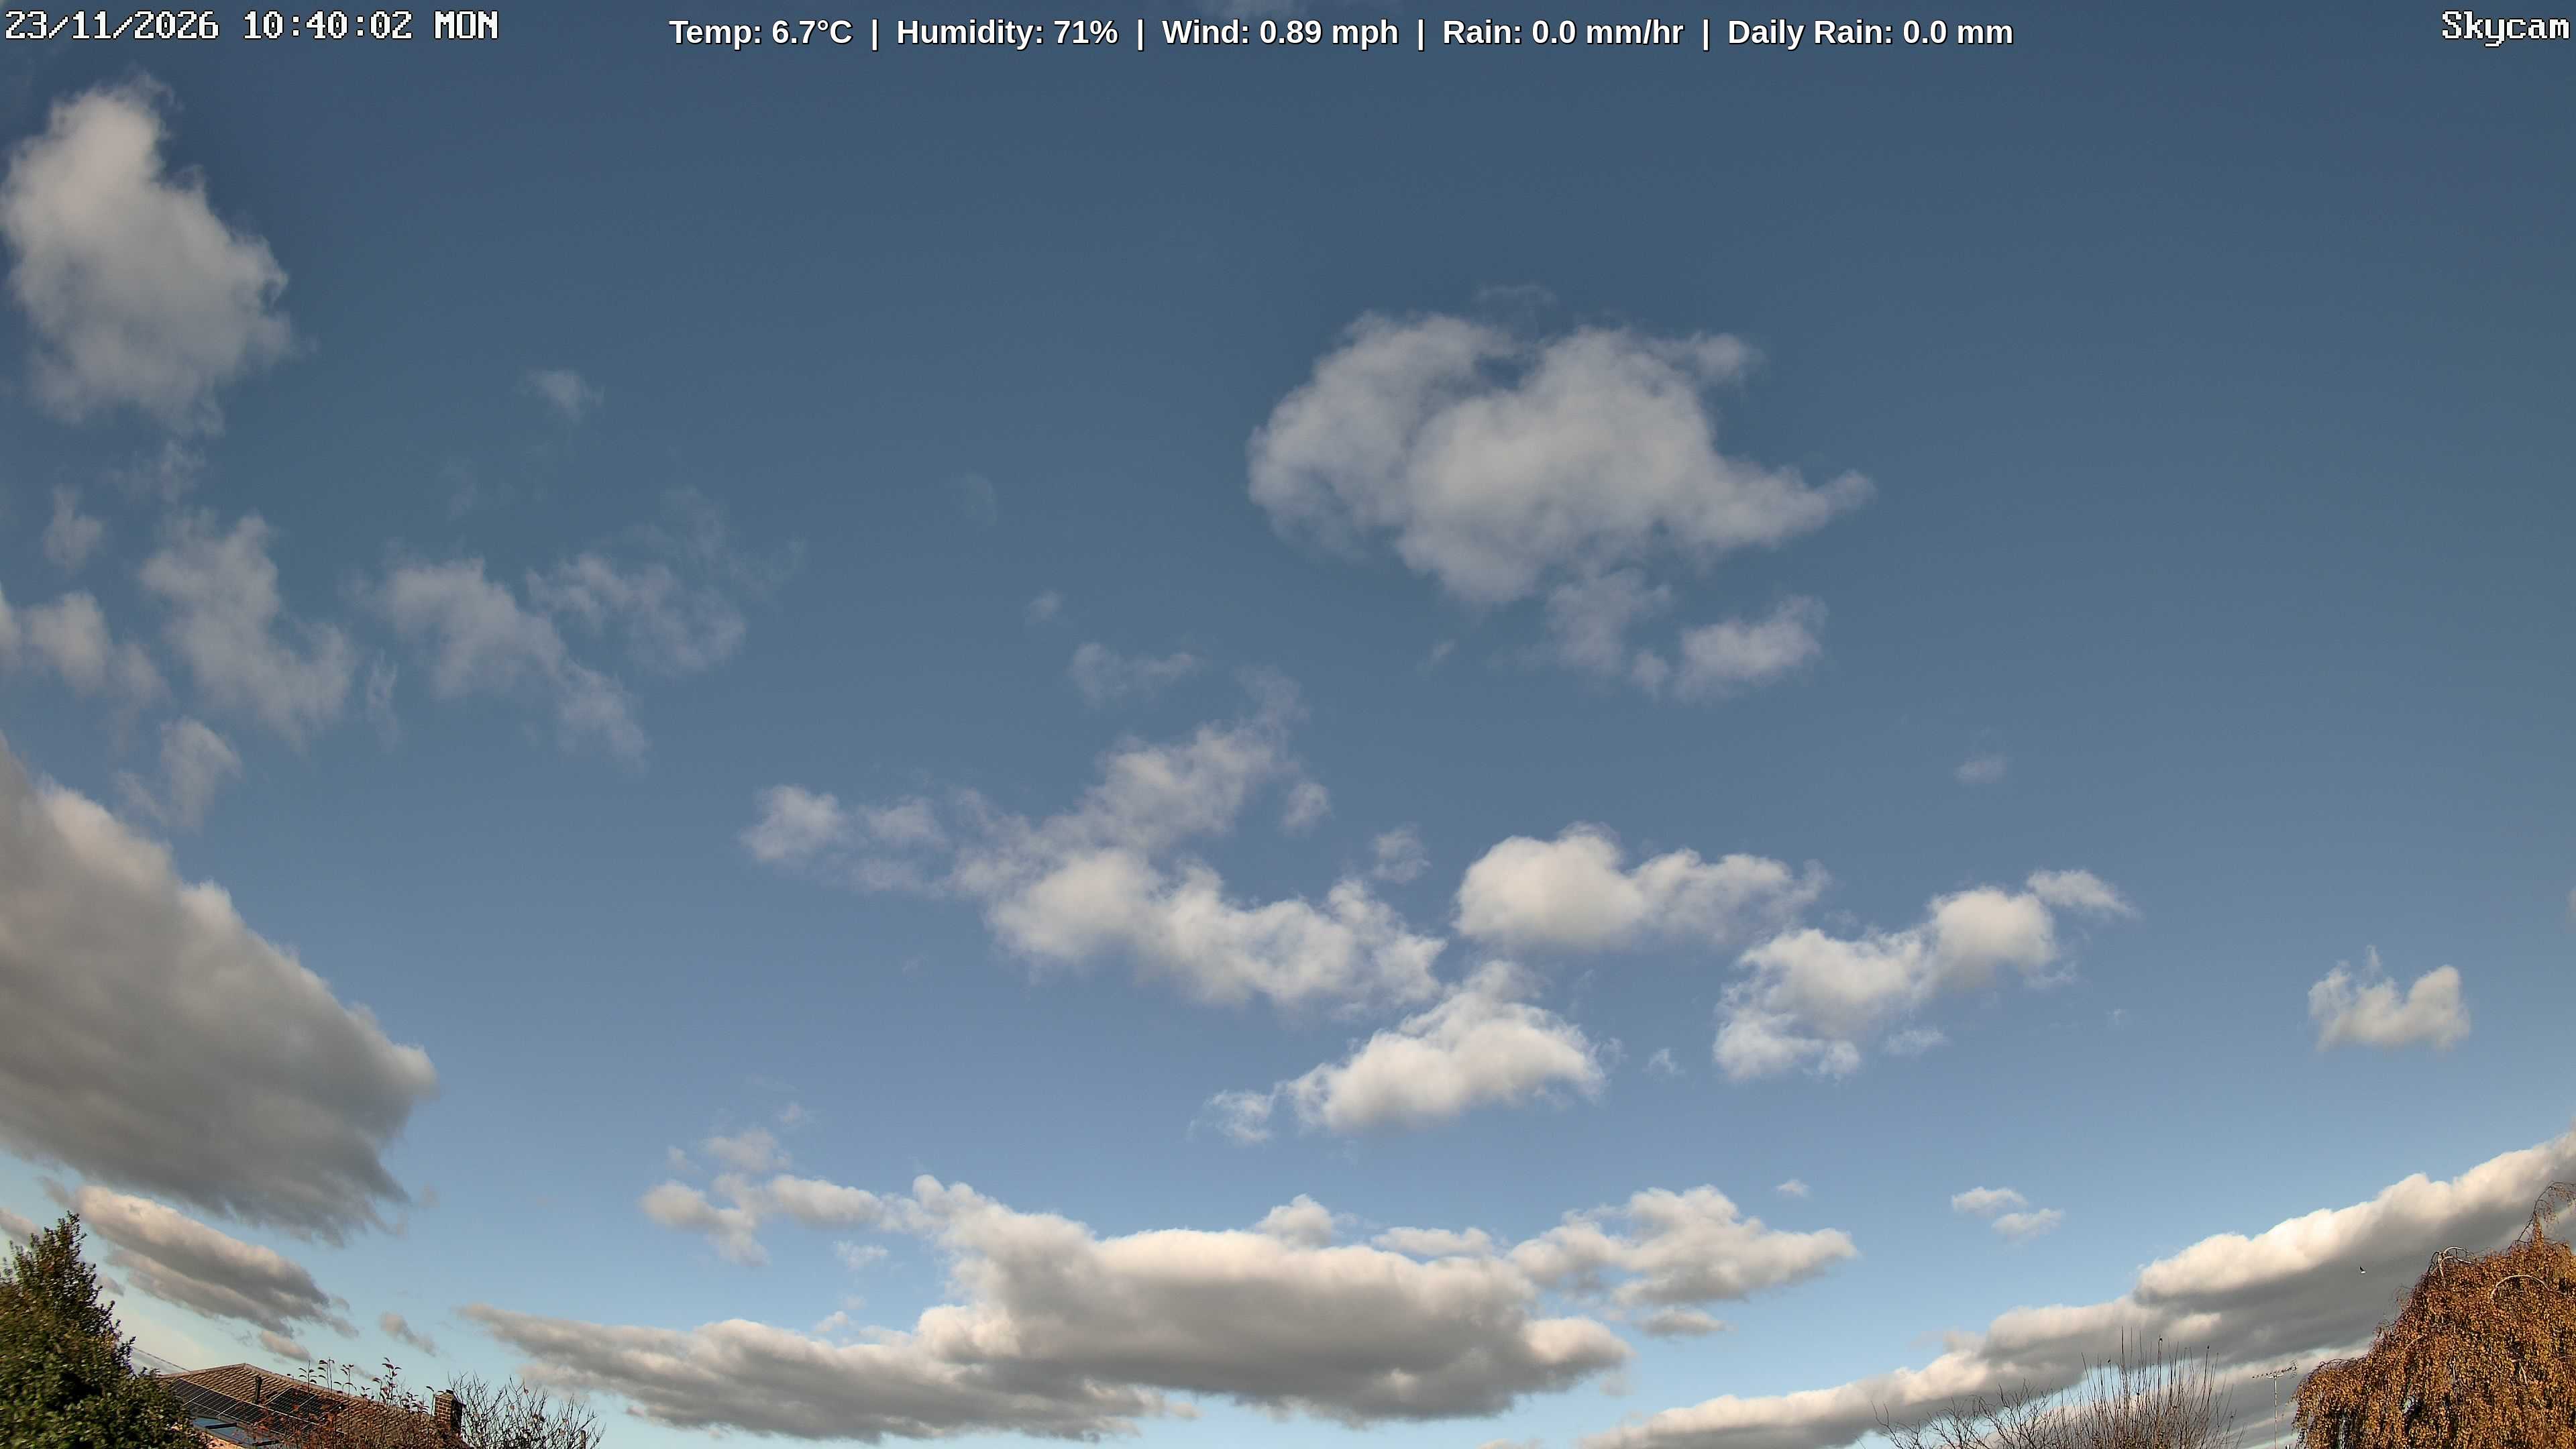 23/11/2026 10:40:02 MON
Temp: 6.7°C | Humidity: 71% | Wind: 0.89 mph | Rain: 0.0 mm/hr | Daily Rain: 0.0 mm
Skycam